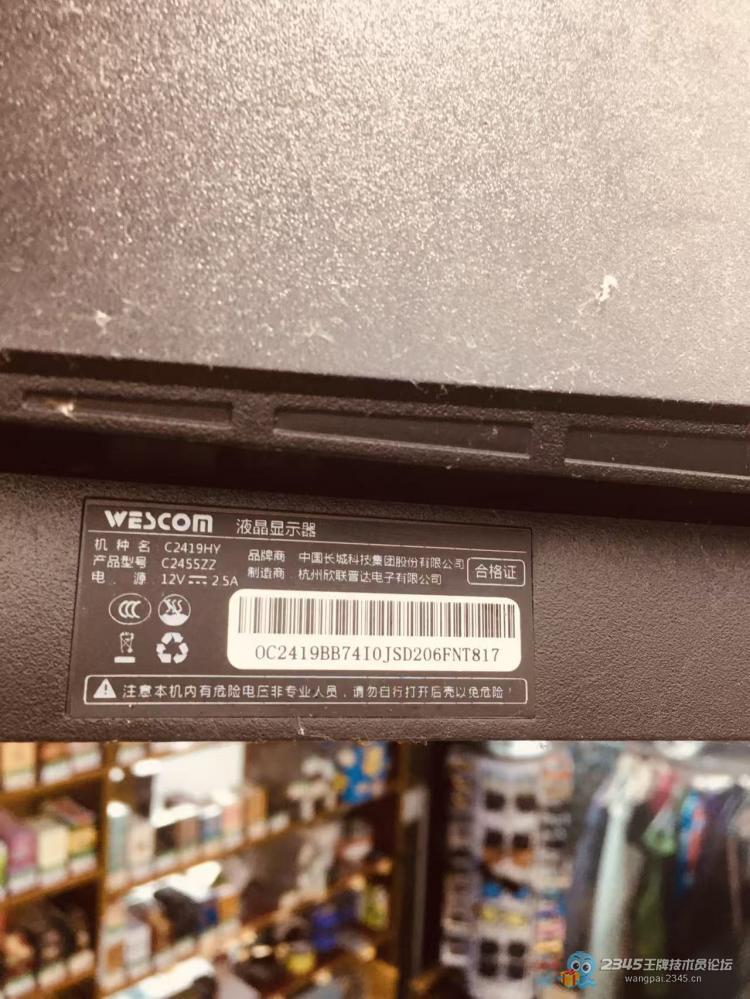 WESCOM 液晶显示器
机 种 名 C2419HY
产品型号 C2455ZZ
电 . 源 12V⎓2.5A
品牌商 中国长城科技集团股份有限公司
制造商 . 杭州欣联普达电子有限公司
合格证
OC2419BB74I0JSD206FNT817
注意本机内有危险电压非专业人员,请勿自行打开后壳以免危险!
2345王牌技术员论坛
wangpai.2345.cn